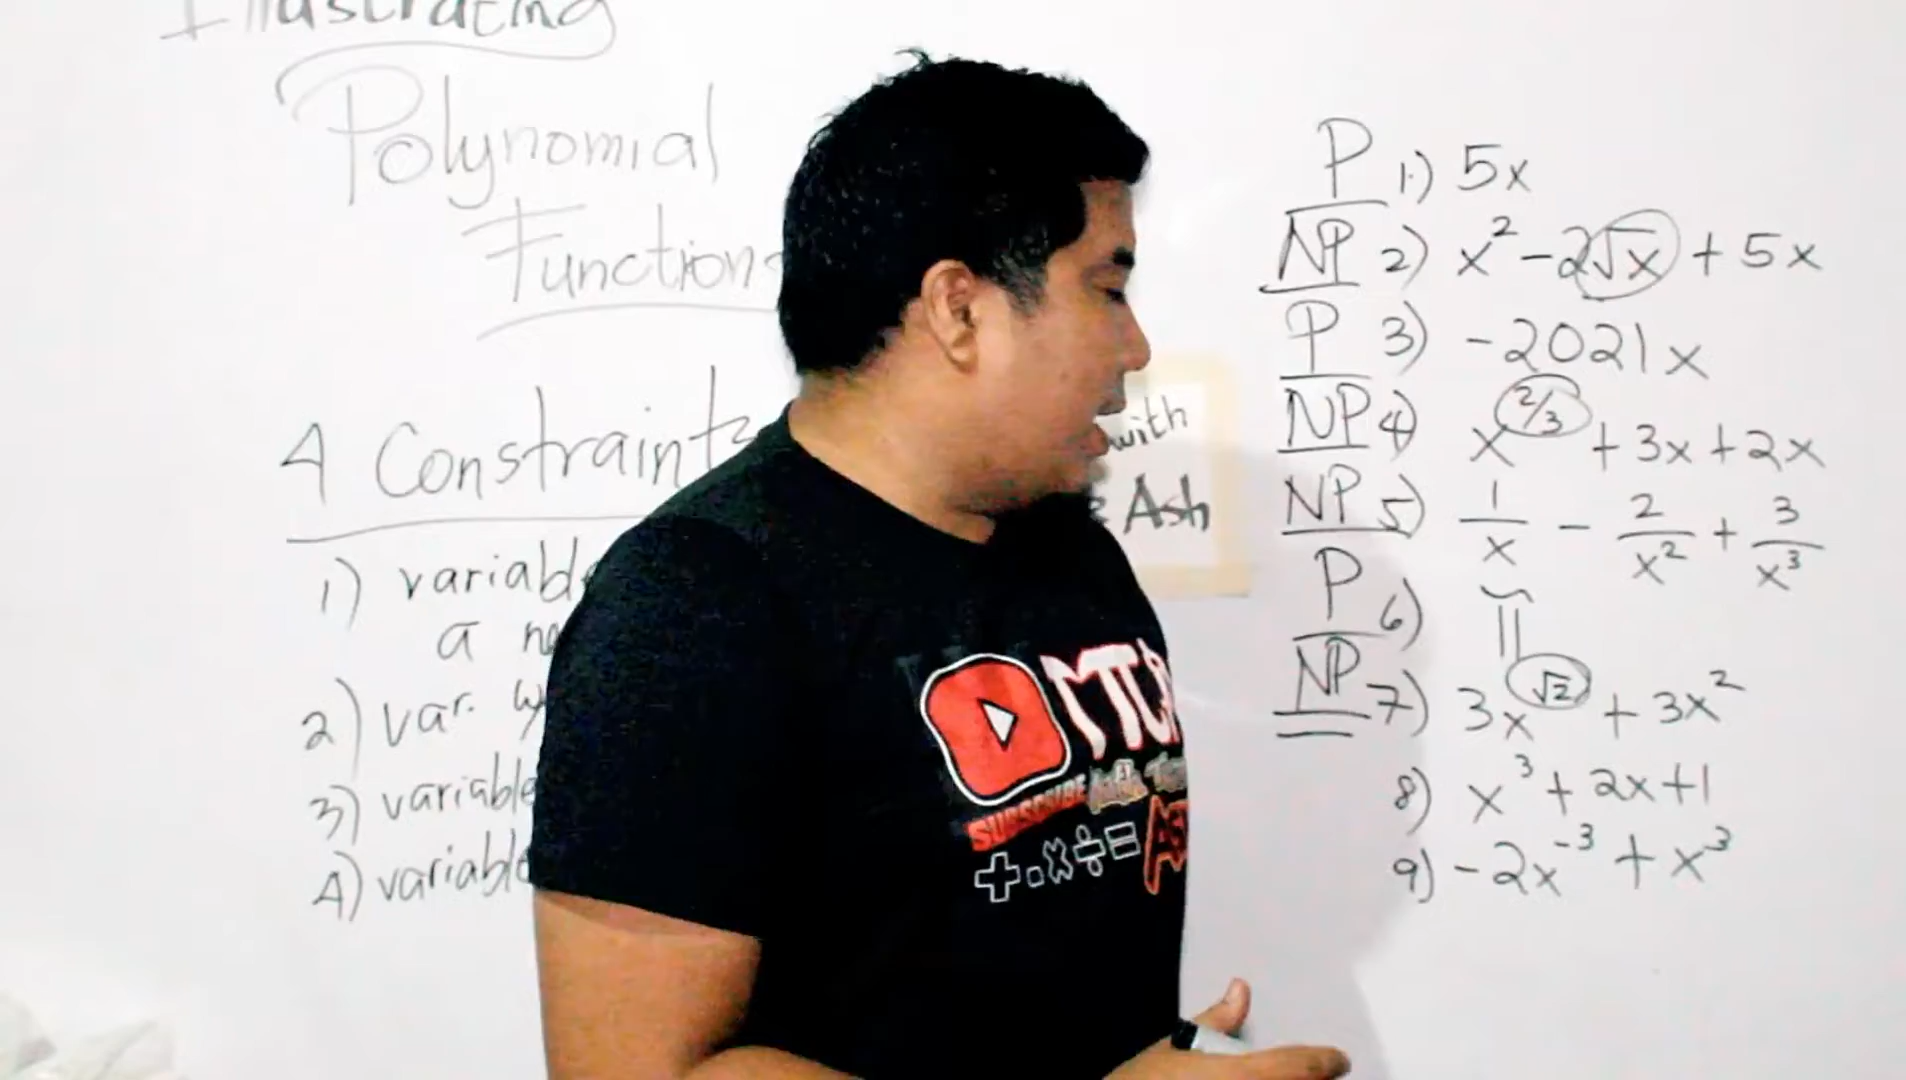 Illustrating
Polynomial
Functions
4 Constraints
1) variable
a
2) var.
3) variable
4) variable
with
Ash
SUBSCRIBE
+.x÷=
P 1) 5x
NP 2) x² - 2√x + 5x
P 3) -2021x
NP 4) x^2/3 + 3x + 2x
NP 5) 1/x - 2/x² + 3/x³
P 6) π
NP 7) 3x^√2 + 3x²
8) x³ + 2x + 1
9) -2x⁻³ + x³